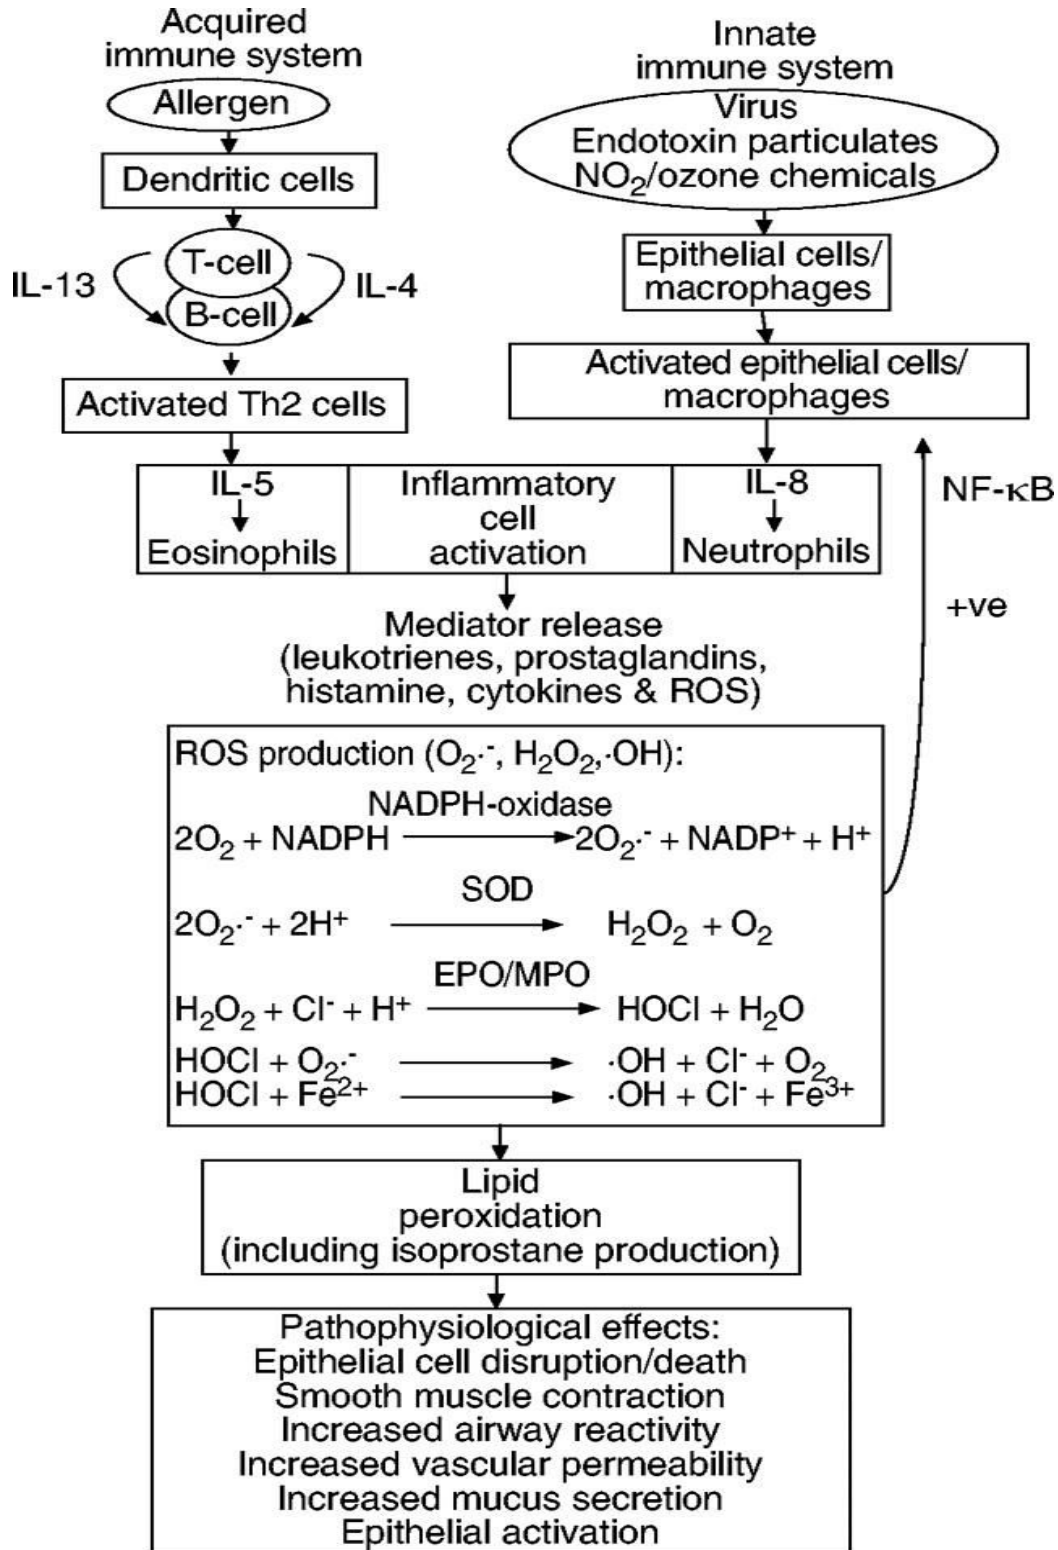 Acquired
immune system
Allergen
Dendritic cells
IL-13
T-cell
B-cell
IL-4
Activated Th2 cells
Innate
immune system
Virus
Endotoxin particulates
NO₂/ozone chemicals
Epithelial cells/
macrophages
Activated epithelial cells/
macrophages
IL-5
Eosinophils
Inflammatory
cell
activation
IL-8
Neutrophils
NF-κB
+ve
Mediator release
(leukotrienes, prostaglandins,
histamine, cytokines & ROS)
ROS production (O₂·⁻, H₂O₂,·OH):
NADPH-oxidase
2O₂ + NADPH → 2O₂·⁻ + NADP⁺ + H⁺
SOD
2O₂·⁻ + 2H⁺ → H₂O₂ + O₂
EPO/MPO
H₂O₂ + Cl⁻ + H⁺ → HOCl + H₂O
HOCl + O₂·⁻ → ·OH + Cl⁻ + O₂
HOCl + Fe²⁺ → ·OH + Cl⁻ + Fe³⁺
Lipid
peroxidation
(including isoprostane production)
Pathophysiological effects:
Epithelial cell disruption/death
Smooth muscle contraction
Increased airway reactivity
Increased vascular permeability
Increased mucus secretion
Epithelial activation